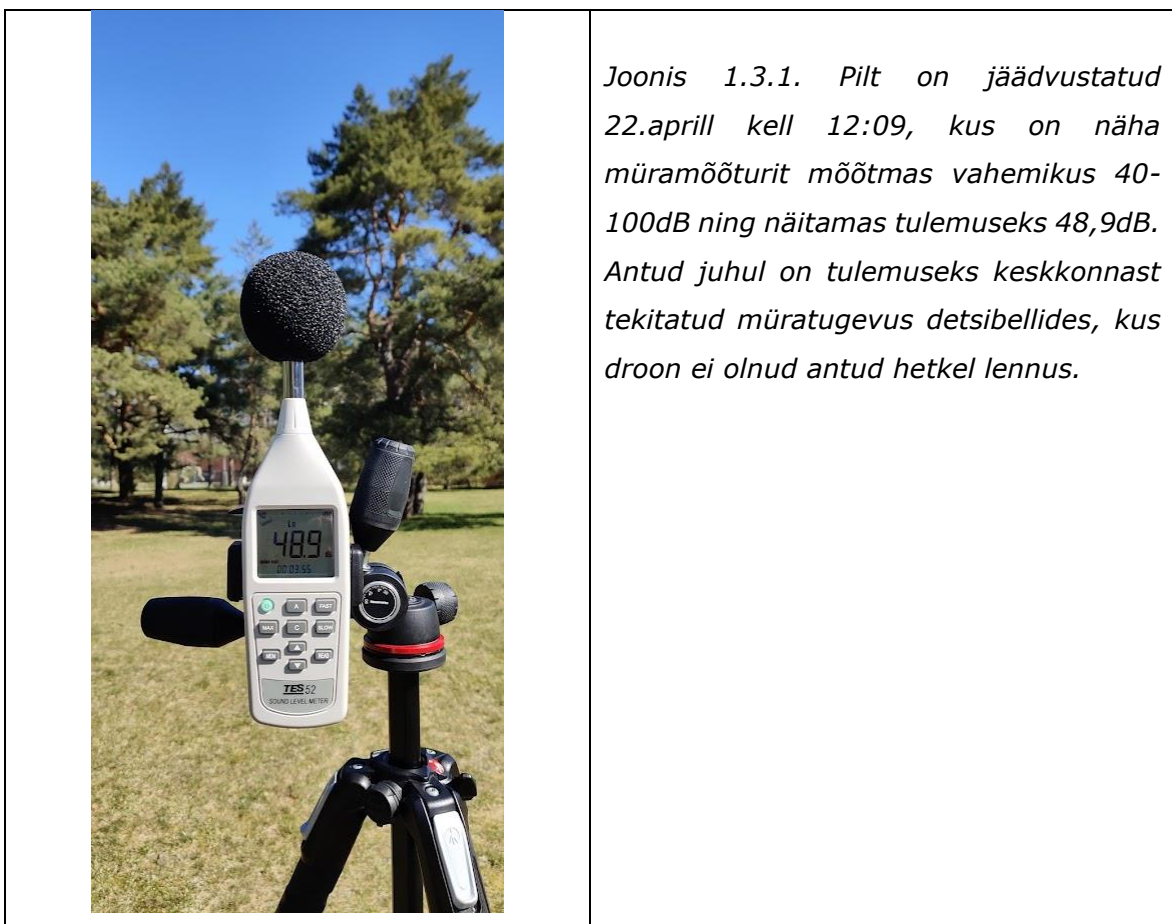 Joonis 1.3.1. Pilt on jäädvustatud
22.aprill kell 12:09, kus on näha
müramõõturit mõõtmas vahemikus 40-
100dB ning näitamas tulemuseks 48,9dB.
Antud juhul on tulemuseks keskkonnast
tekitatud müratugevus detsibellides, kus
droon ei olnud antud hetkel lennus.
48.9
00:03:55
A
FAST
MAX
C
SLOW
MEM
TES 52
SOUND LEVEL METER